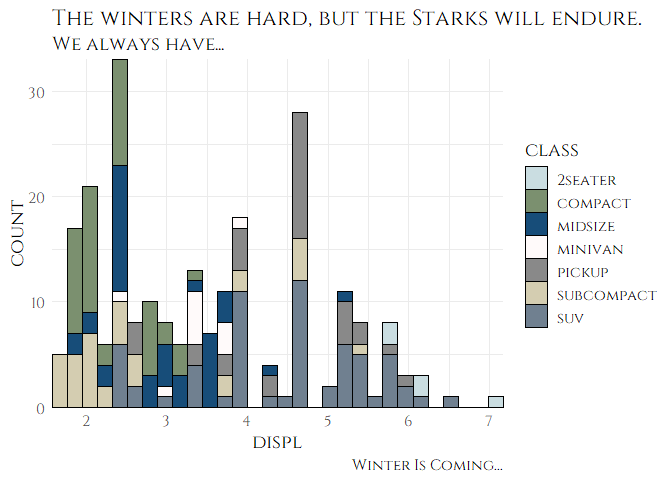 The winters are hard, but the Starks will endure.
We always have...
30
20
10
0
count
2 3 4 5 6 7
displ
class
2seater
compact
midsize
minivan
pickup
subcompact
suv
Winter Is Coming...